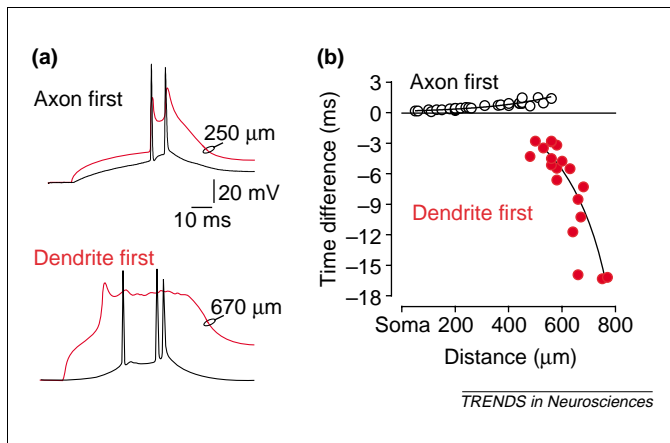 (a)
Axon first
250 μm
20 mV
10 ms
Dendrite first
670 μm
(b)
Axon first
Dendrite first
Time difference (ms)
3
0
–3
–6
–9
–12
–15
–18
Soma 200 400 600 800
Distance (μm)
TRENDS in Neurosciences